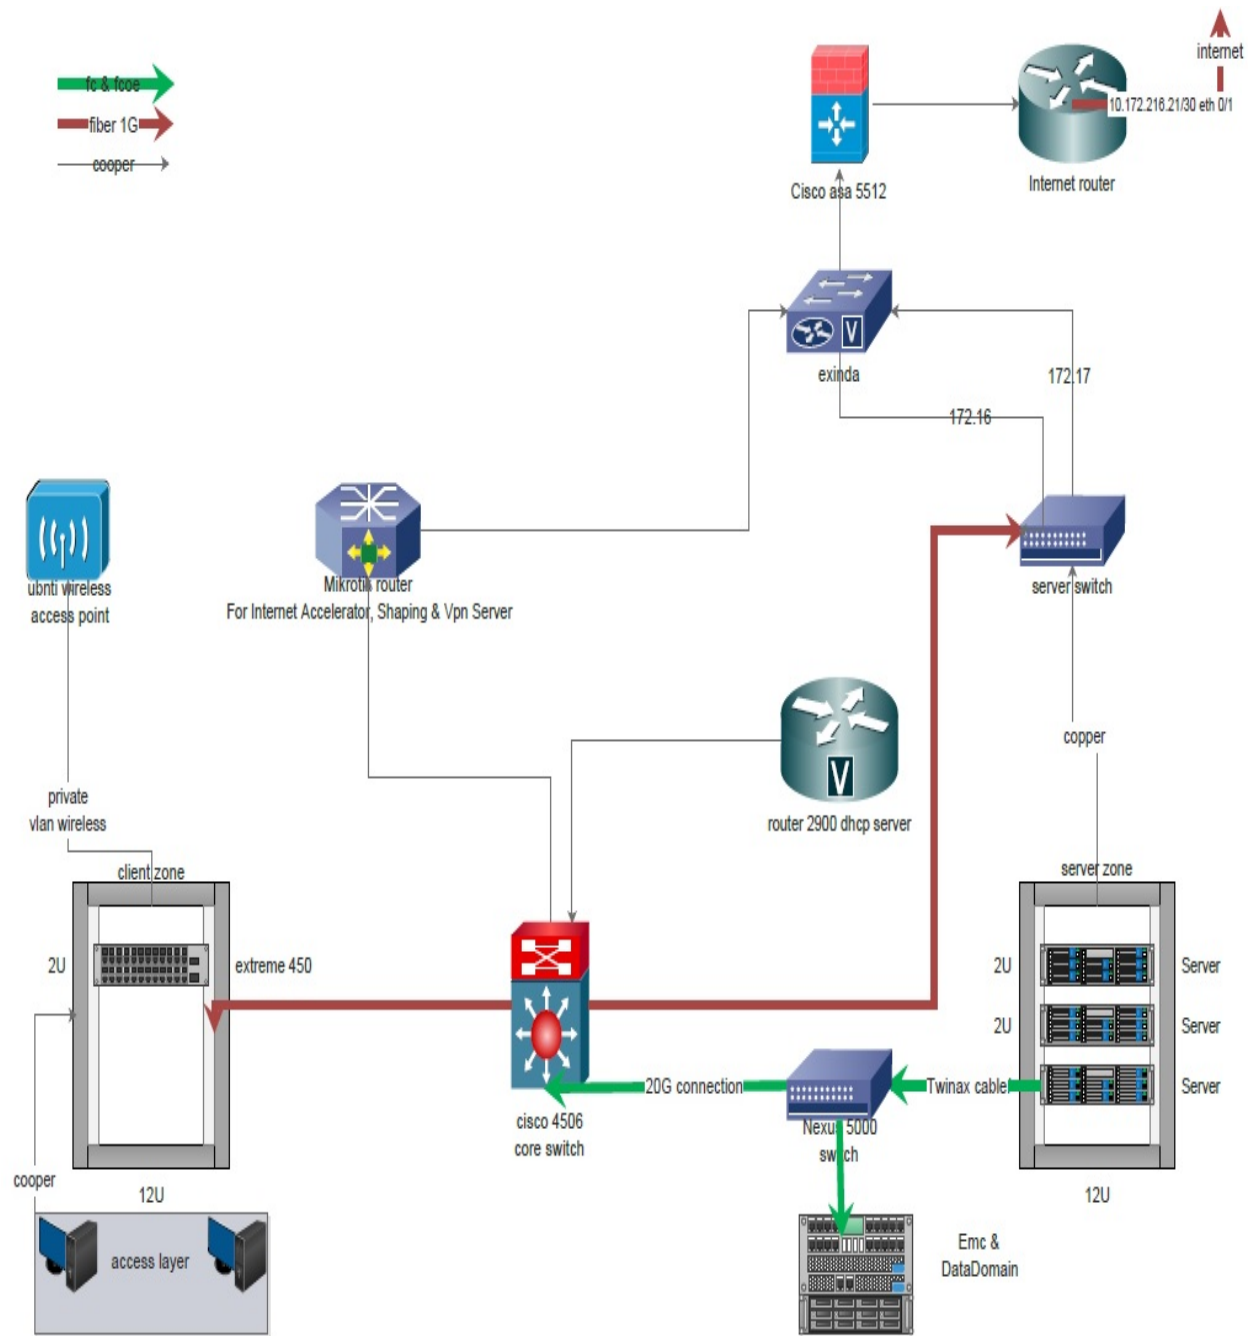 fc & fcoe
fiber 1G
cooper
internet
10.172.216.21/30 eth 0/1
Internet router
Cisco asa 5512
exinda
172.17
172.16
ubnti wireless
access point
Mikrotik router
For Internet Accelerator, Shaping & Vpn Server
server switch
copper
private
vlan wireless
router 2900 dhcp server
client zone
server zone
2U
extreme 450
2U
Server
2U
Server
Server
20G connection
Twinax cable
cisco 4506
core switch
Nexus 5000
switch
cooper
12U
12U
access layer
Emc &
DataDomain
V
V